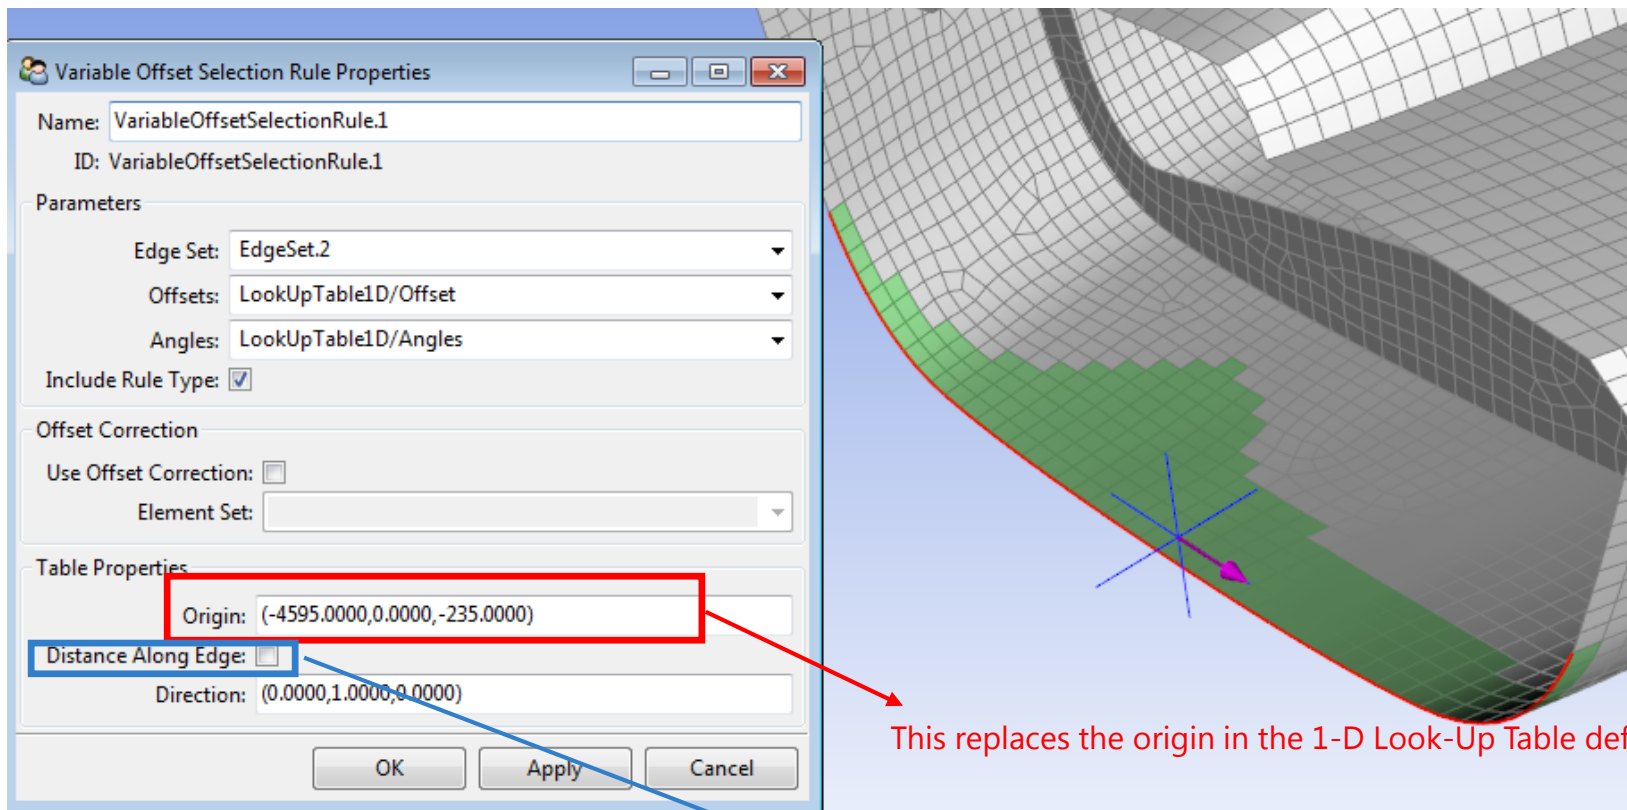 Variable Offset Selection Rule Properties
Name: VariableOffsetSelectionRule.1
ID: VariableOffsetSelectionRule.1
Parameters
Edge Set: EdgeSet.2
Offsets: LookUpTable1D/Offset
Angles: LookUpTable1D/Angles
Include Rule Type:
Offset Correction
Use Offset Correction:
Element Set:
Table Properties
Origin: (-4595.0000,0.0000,-235.0000)
Distance Along Edge:
Direction: (0.0000,1.0000,0.0000)
OK Apply Cancel
This replaces the origin in the 1-D Look-Up Table def